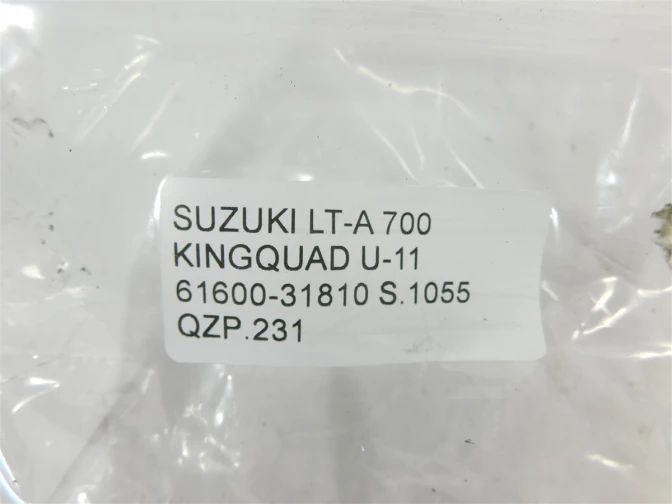 SUZUKI LT-A 700
KINGQUAD U-11
61600-31810 S.1055
QZP.231